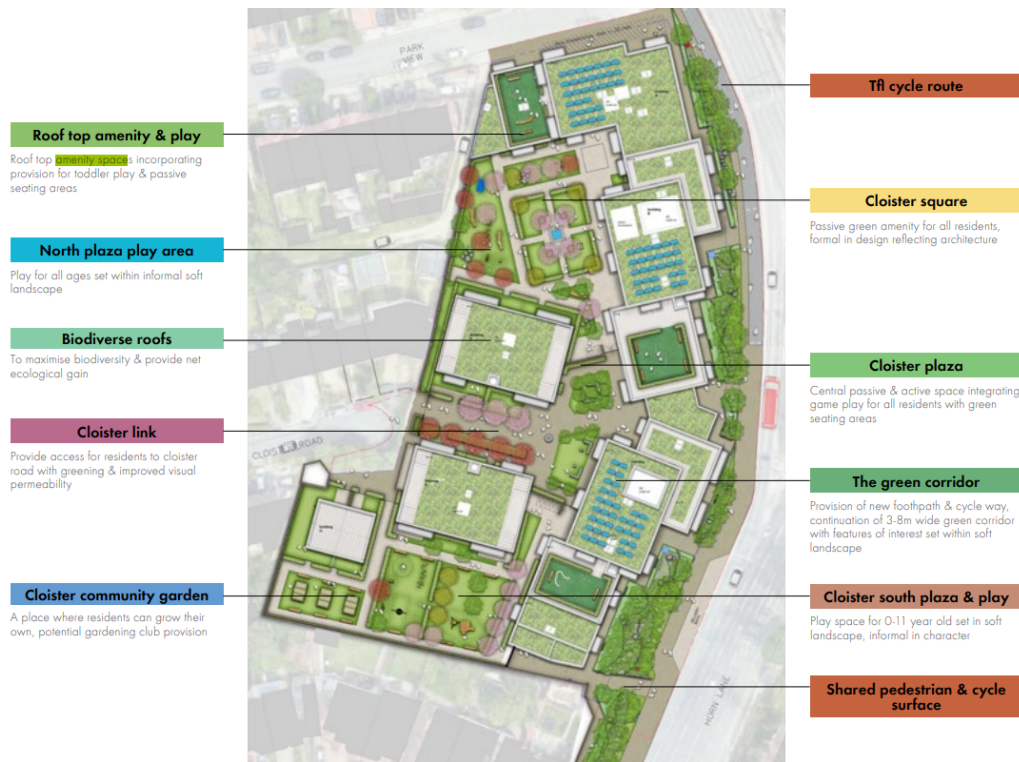 PARK
VIEW
Roof top amenity & play
Roof top amenity spaces incorporating
provision for toddler play & passive
seating areas
North plaza play area
Play for all ages set within informal soft
landscape
Biodiverse roofs
To maximise biodiversity & provide net
ecological gain
Cloister link
Provide access for residents to cloister
road with greening & improved visual
permeability
Cloister community garden
A place where residents can grow their
own, potential gardening club provision
ROAD
HORN LANE
Tfl cycle route
Cloister square
Passive green amenity for all residents,
formal in design reflecting architecture
Cloister plaza
Central passive & active space integrating
game play for all residents with green
seating areas
The green corridor
Provision of new footpath & cycle way,
continuation of 3-8m wide green corridor
with features of interest set within soft
landscape
Cloister south plaza & play
Play space for 0-11 year old set in soft
landscape, informal in character
Shared pedestrian & cycle
surface